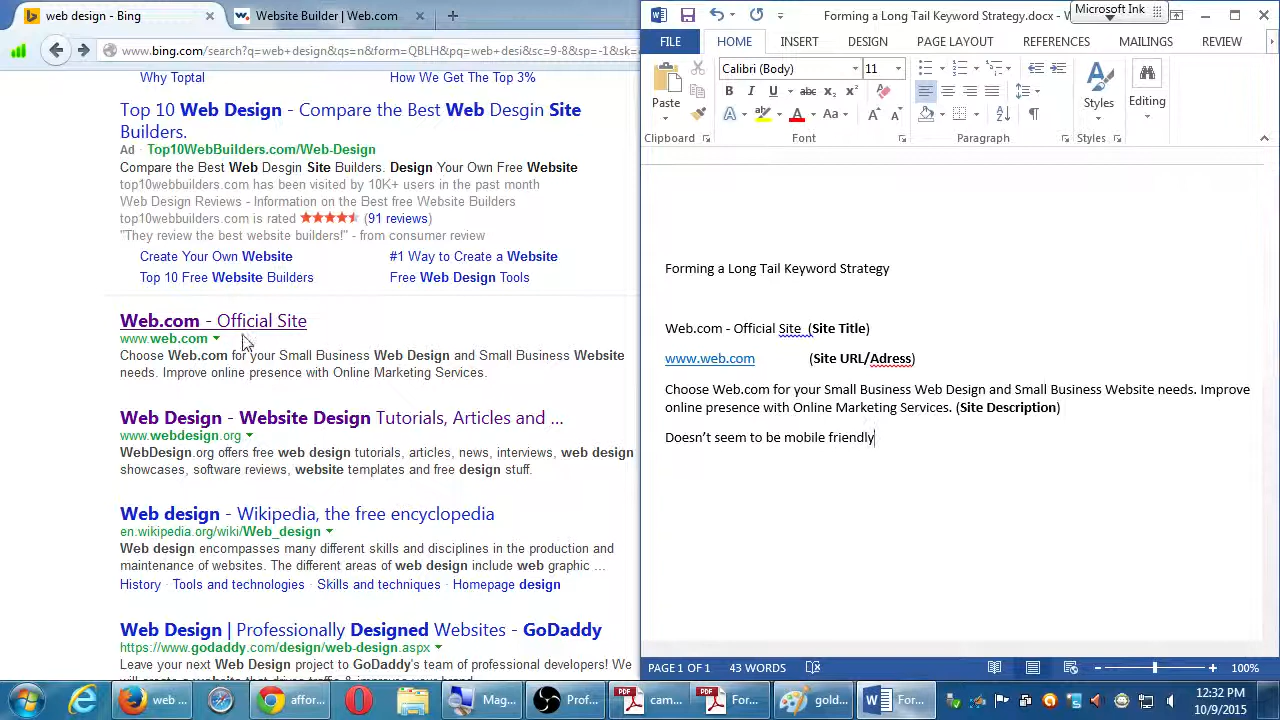 web design - Bing
Website Builder | Web.com
www.bing.com/search?q=web+design&qs=n&form=QBLH&pq=web+desi&sc=9-8&sp=-1&sk=
Why Toptal
How We Get The Top 3%
Top 10 Web Design - Compare the Best Web Desgin Site
Builders.
Ad · Top10WebBuilders.com/Web-Design
Compare the Best Web Desgin Site Builders. Design Your Own Free Website
top10webbuilders.com has been visited by 10K+ users in the past month
Web Design Reviews - Information on the Best free Website Builders
top10webbuilders.com is rated (91 reviews)
"They review the best website builders!" - from consumer review
Create Your Own Website
#1 Way to Create a Website
Top 10 Free Website Builders
Free Web Design Tools
Web.com - Official Site
www.web.com
Choose Web.com for your Small Business Web Design and Small Business Website
needs. Improve online presence with Online Marketing Services.
Web Design - Website Design Tutorials, Articles and ...
www.webdesign.org
WebDesign.org offers free web design tutorials, articles, news, interviews, web design
showcases, software reviews, website templates and free design stuff.
Web design - Wikipedia, the free encyclopedia
en.wikipedia.org/wiki/Web_design
Web design encompasses many different skills and disciplines in the production and
maintenance of websites. The different areas of web design include web graphic ...
History · Tools and technologies · Skills and techniques · Homepage design
Web Design | Professionally Designed Websites - GoDaddy
https://www.godaddy.com/design/web-design.aspx
Leave your next Web Design project to GoDaddy's team of professional developers! We
Forming a Long Tail Keyword Strategy.docx - W
Microsoft Ink
FILE
HOME
INSERT
DESIGN
PAGE LAYOUT
REFERENCES
MAILINGS
REVIEW
Calibri (Body)
11
Paste
Styles
Editing
Clipboard
Font
Paragraph
Styles
Forming a Long Tail Keyword Strategy
Web.com - Official Site (Site Title)
www.web.com (Site URL/Adress)
Choose Web.com for your Small Business Web Design and Small Business Website needs. Improve
online presence with Online Marketing Services. (Site Description)
Doesn't seem to be mobile friendly
PAGE 1 OF 1
43 WORDS
100%
web ...
affor...
Mag...
Prof...
cam...
For...
gold...
For...
12:32 PM
10/9/2015